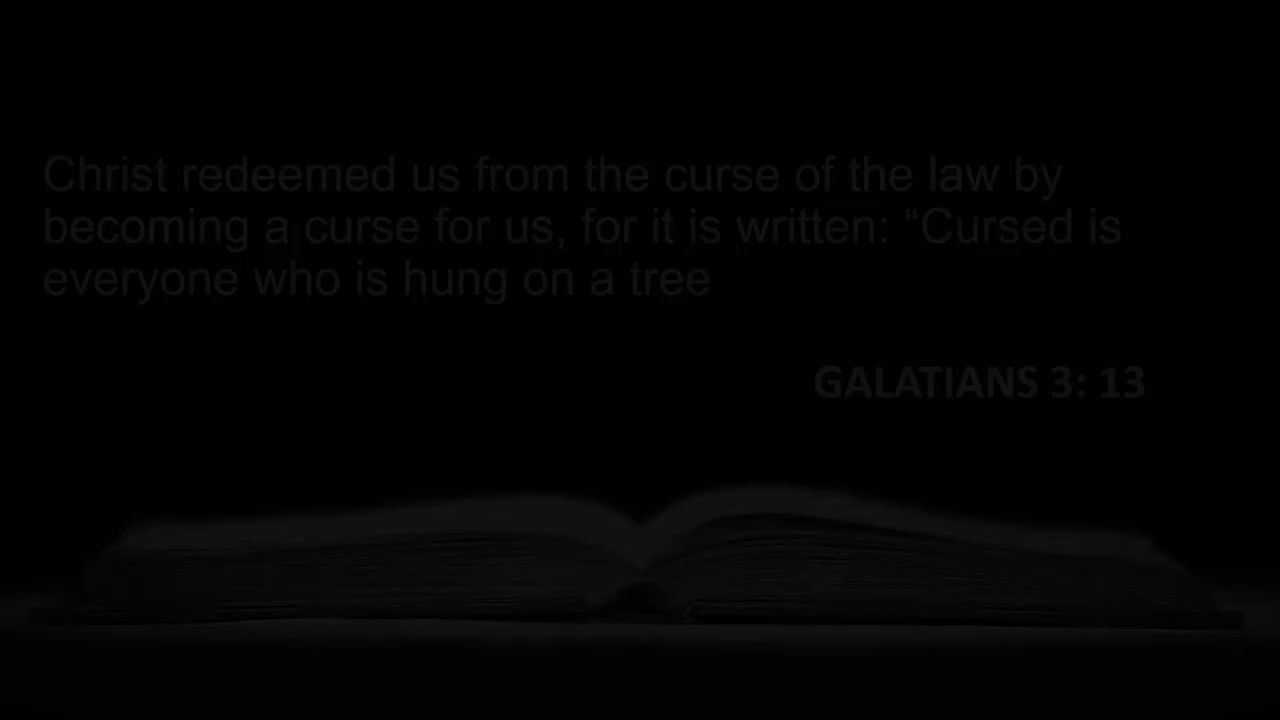 Christ redeemed us from the curse of the law by
becoming a curse for us, for it is written: “Cursed is
everyone who is hung on a tree
GALATIANS 3: 13